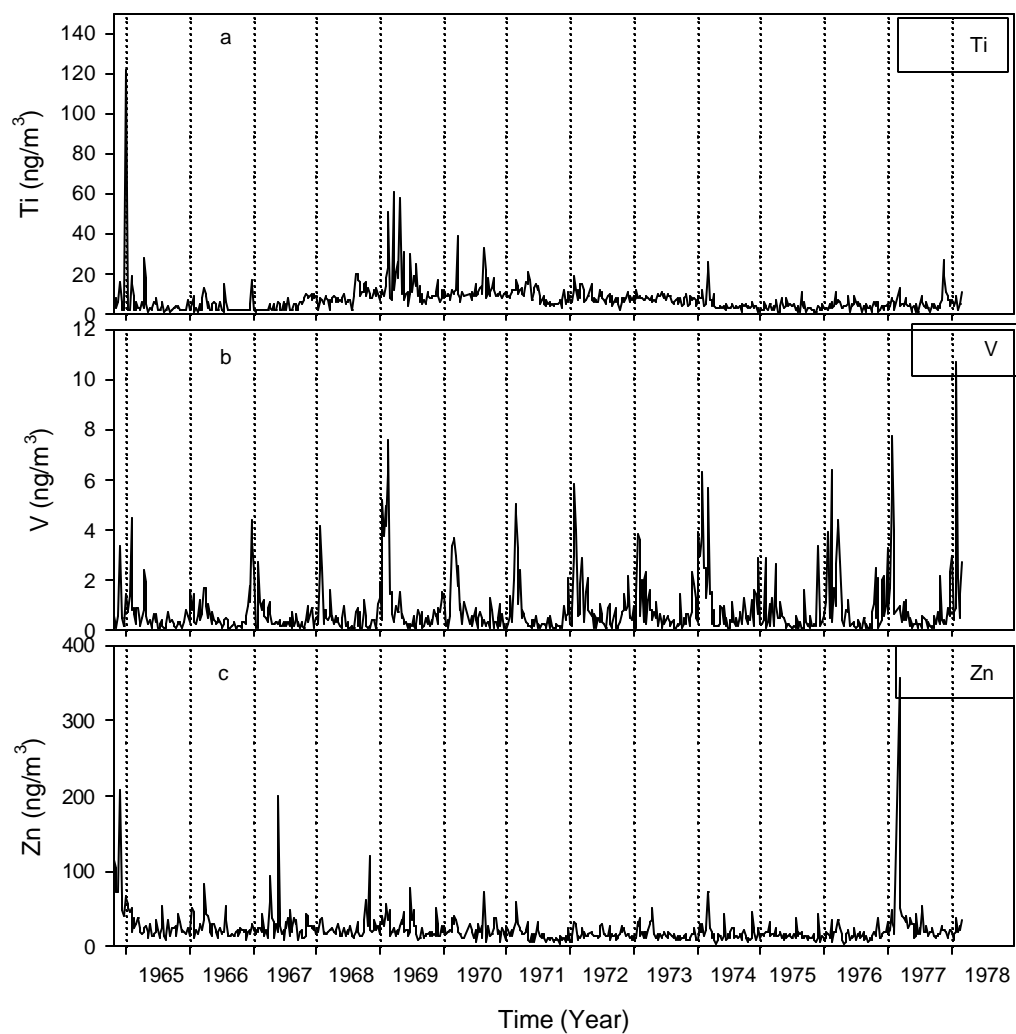 140
120
100
80
60
40
20
0
Ti (ng/m³)
a
Ti
12
10
8
6
4
2
0
V (ng/m³)
b
V
400
300
200
100
0
Zn (ng/m³)
c
Zn
1965 1966 1967 1968 1969 1970 1971 1972 1973 1974 1975 1976 1977 1978
Time (Year)